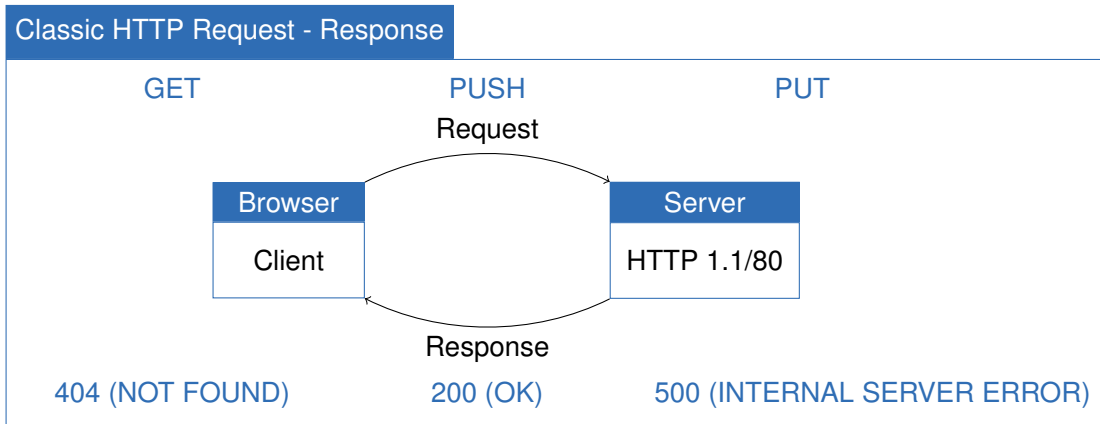 Classic HTTP Request - Response
GET PUSH PUT
Request
Browser Server
Client HTTP 1.1/80
Response
404 (NOT FOUND) 200 (OK) 500 (INTERNAL SERVER ERROR)